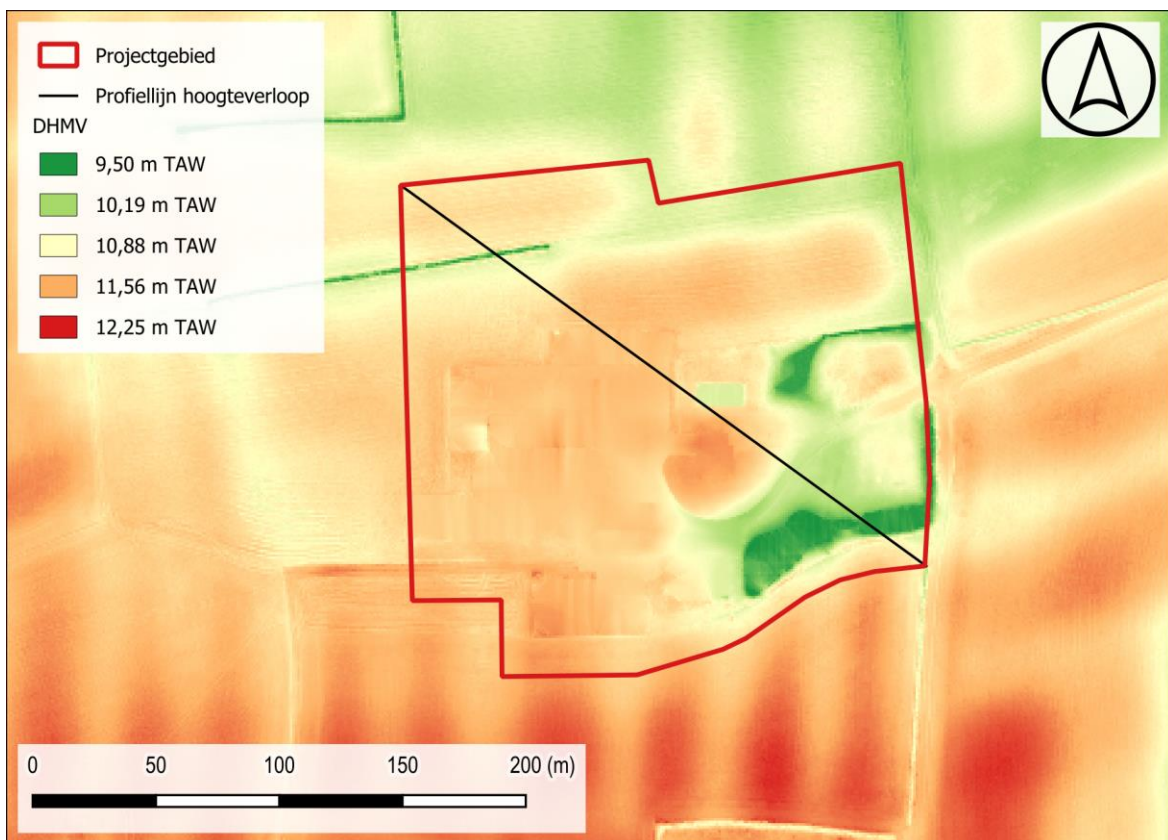 Projectgebied
Profiellijn hoogteverloop
DHMV
9,50 m TAW
10,19 m TAW
10,88 m TAW
11,56 m TAW
12,25 m TAW
0 50 100 150 200 (m)